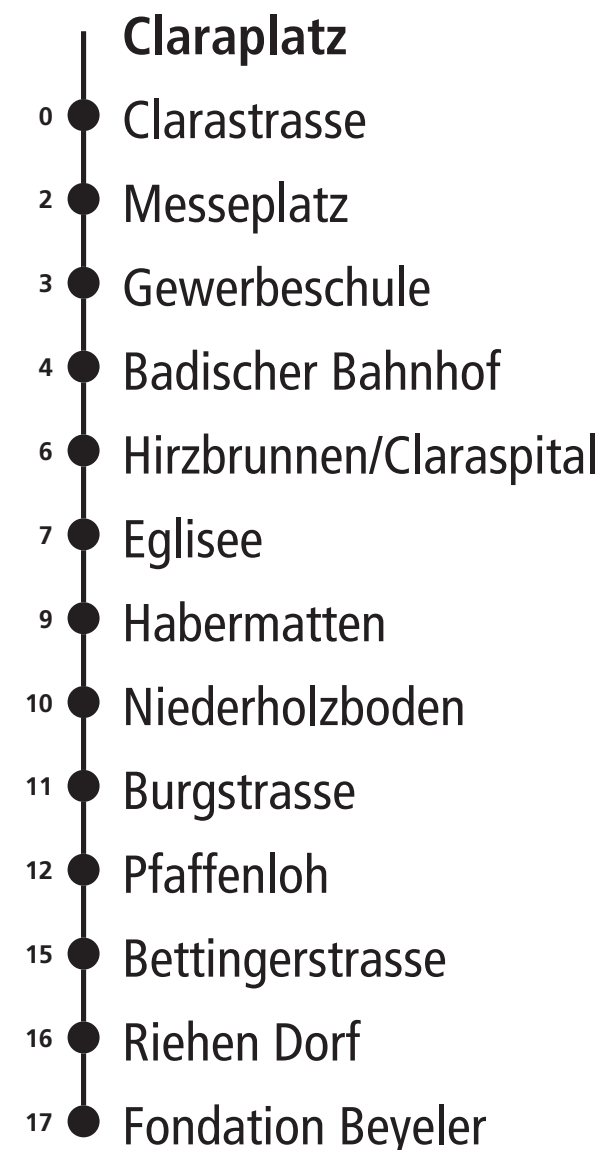 Claraplatz
0 Clarastrasse
2 Messeplatz
3 Gewerbeschule
4 Badischer Bahnhof
6 Hirzbrunnen/Claraspital
7 Eglisee
9 Habermatten
10 Niederholzboden
11 Burgstrasse
12 Pfaffenloh
15 Bettingerstrasse
16 Riehen Dorf
17 Fondation Beyeler